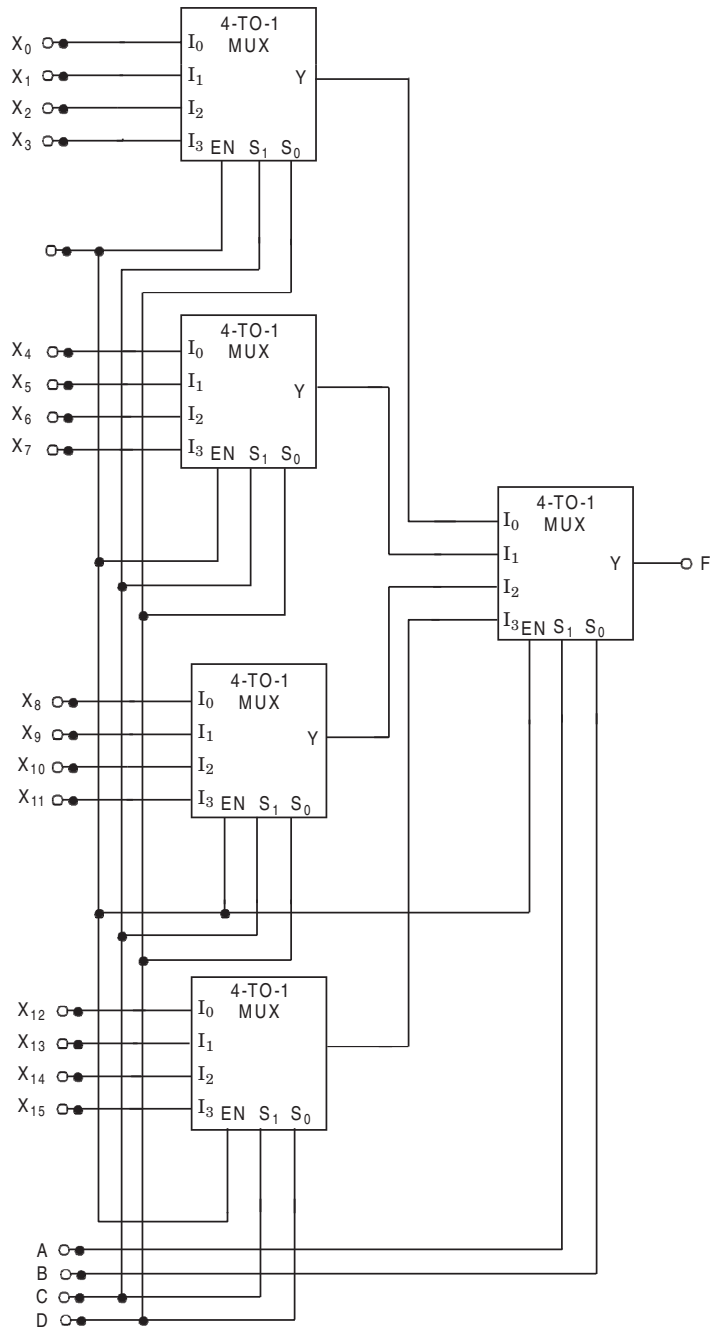 4-TO-1
MUX
X0
X1
X2
X3
I0
I1
I2
I3 EN S1 S0
Y
4-TO-1
MUX
X4
X5
X6
X7
I0
I1
I2
I3 EN S1 S0
Y
4-TO-1
MUX
I0
I1
I2
I3 EN S1 S0
Y
F
4-TO-1
MUX
X8
X9
X10
X11
I0
I1
I2
I3 EN S1 S0
Y
4-TO-1
MUX
X12
X13
X14
X15
I0
I1
I2
I3 EN S1 S0
A
B
C
D